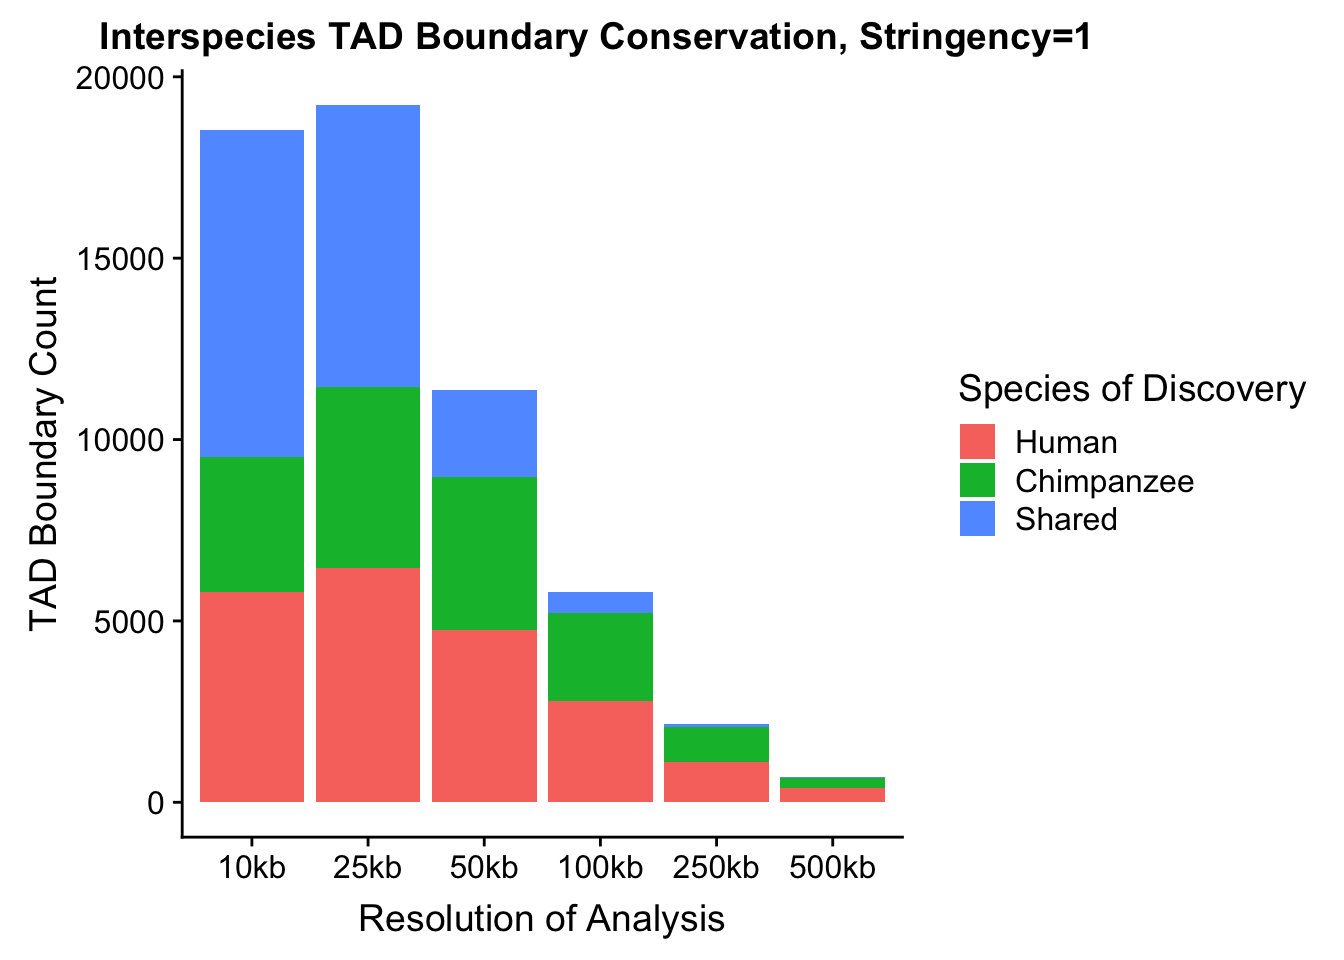 Interspecies TAD Boundary Conservation, Stringency=1
TAD Boundary Count
20000
15000
10000
5000
0
10kb 25kb 50kb 100kb 250kb 500kb
Resolution of Analysis
Species of Discovery
Human
Chimpanzee
Shared